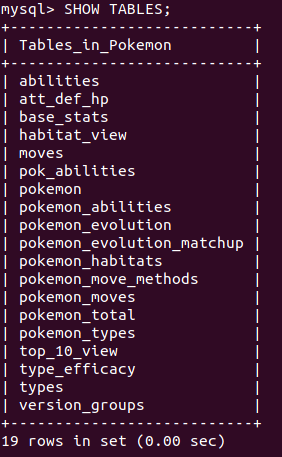 mysql> SHOW TABLES;
+---------------------------+
| Tables_in_Pokemon         |
+---------------------------+
| abilities                 |
| att_def_hp                |
| base_stats                |
| habitat_view              |
| moves                     |
| pok_abilities             |
| pokemon                   |
| pokemon_abilities         |
| pokemon_evolution         |
| pokemon_evolution_matchup |
| pokemon_habitats          |
| pokemon_move_methods      |
| pokemon_moves             |
| pokemon_total             |
| pokemon_types             |
| top_10_view               |
| type_efficacy             |
| types                     |
| version_groups            |
+---------------------------+
19 rows in set (0.00 sec)